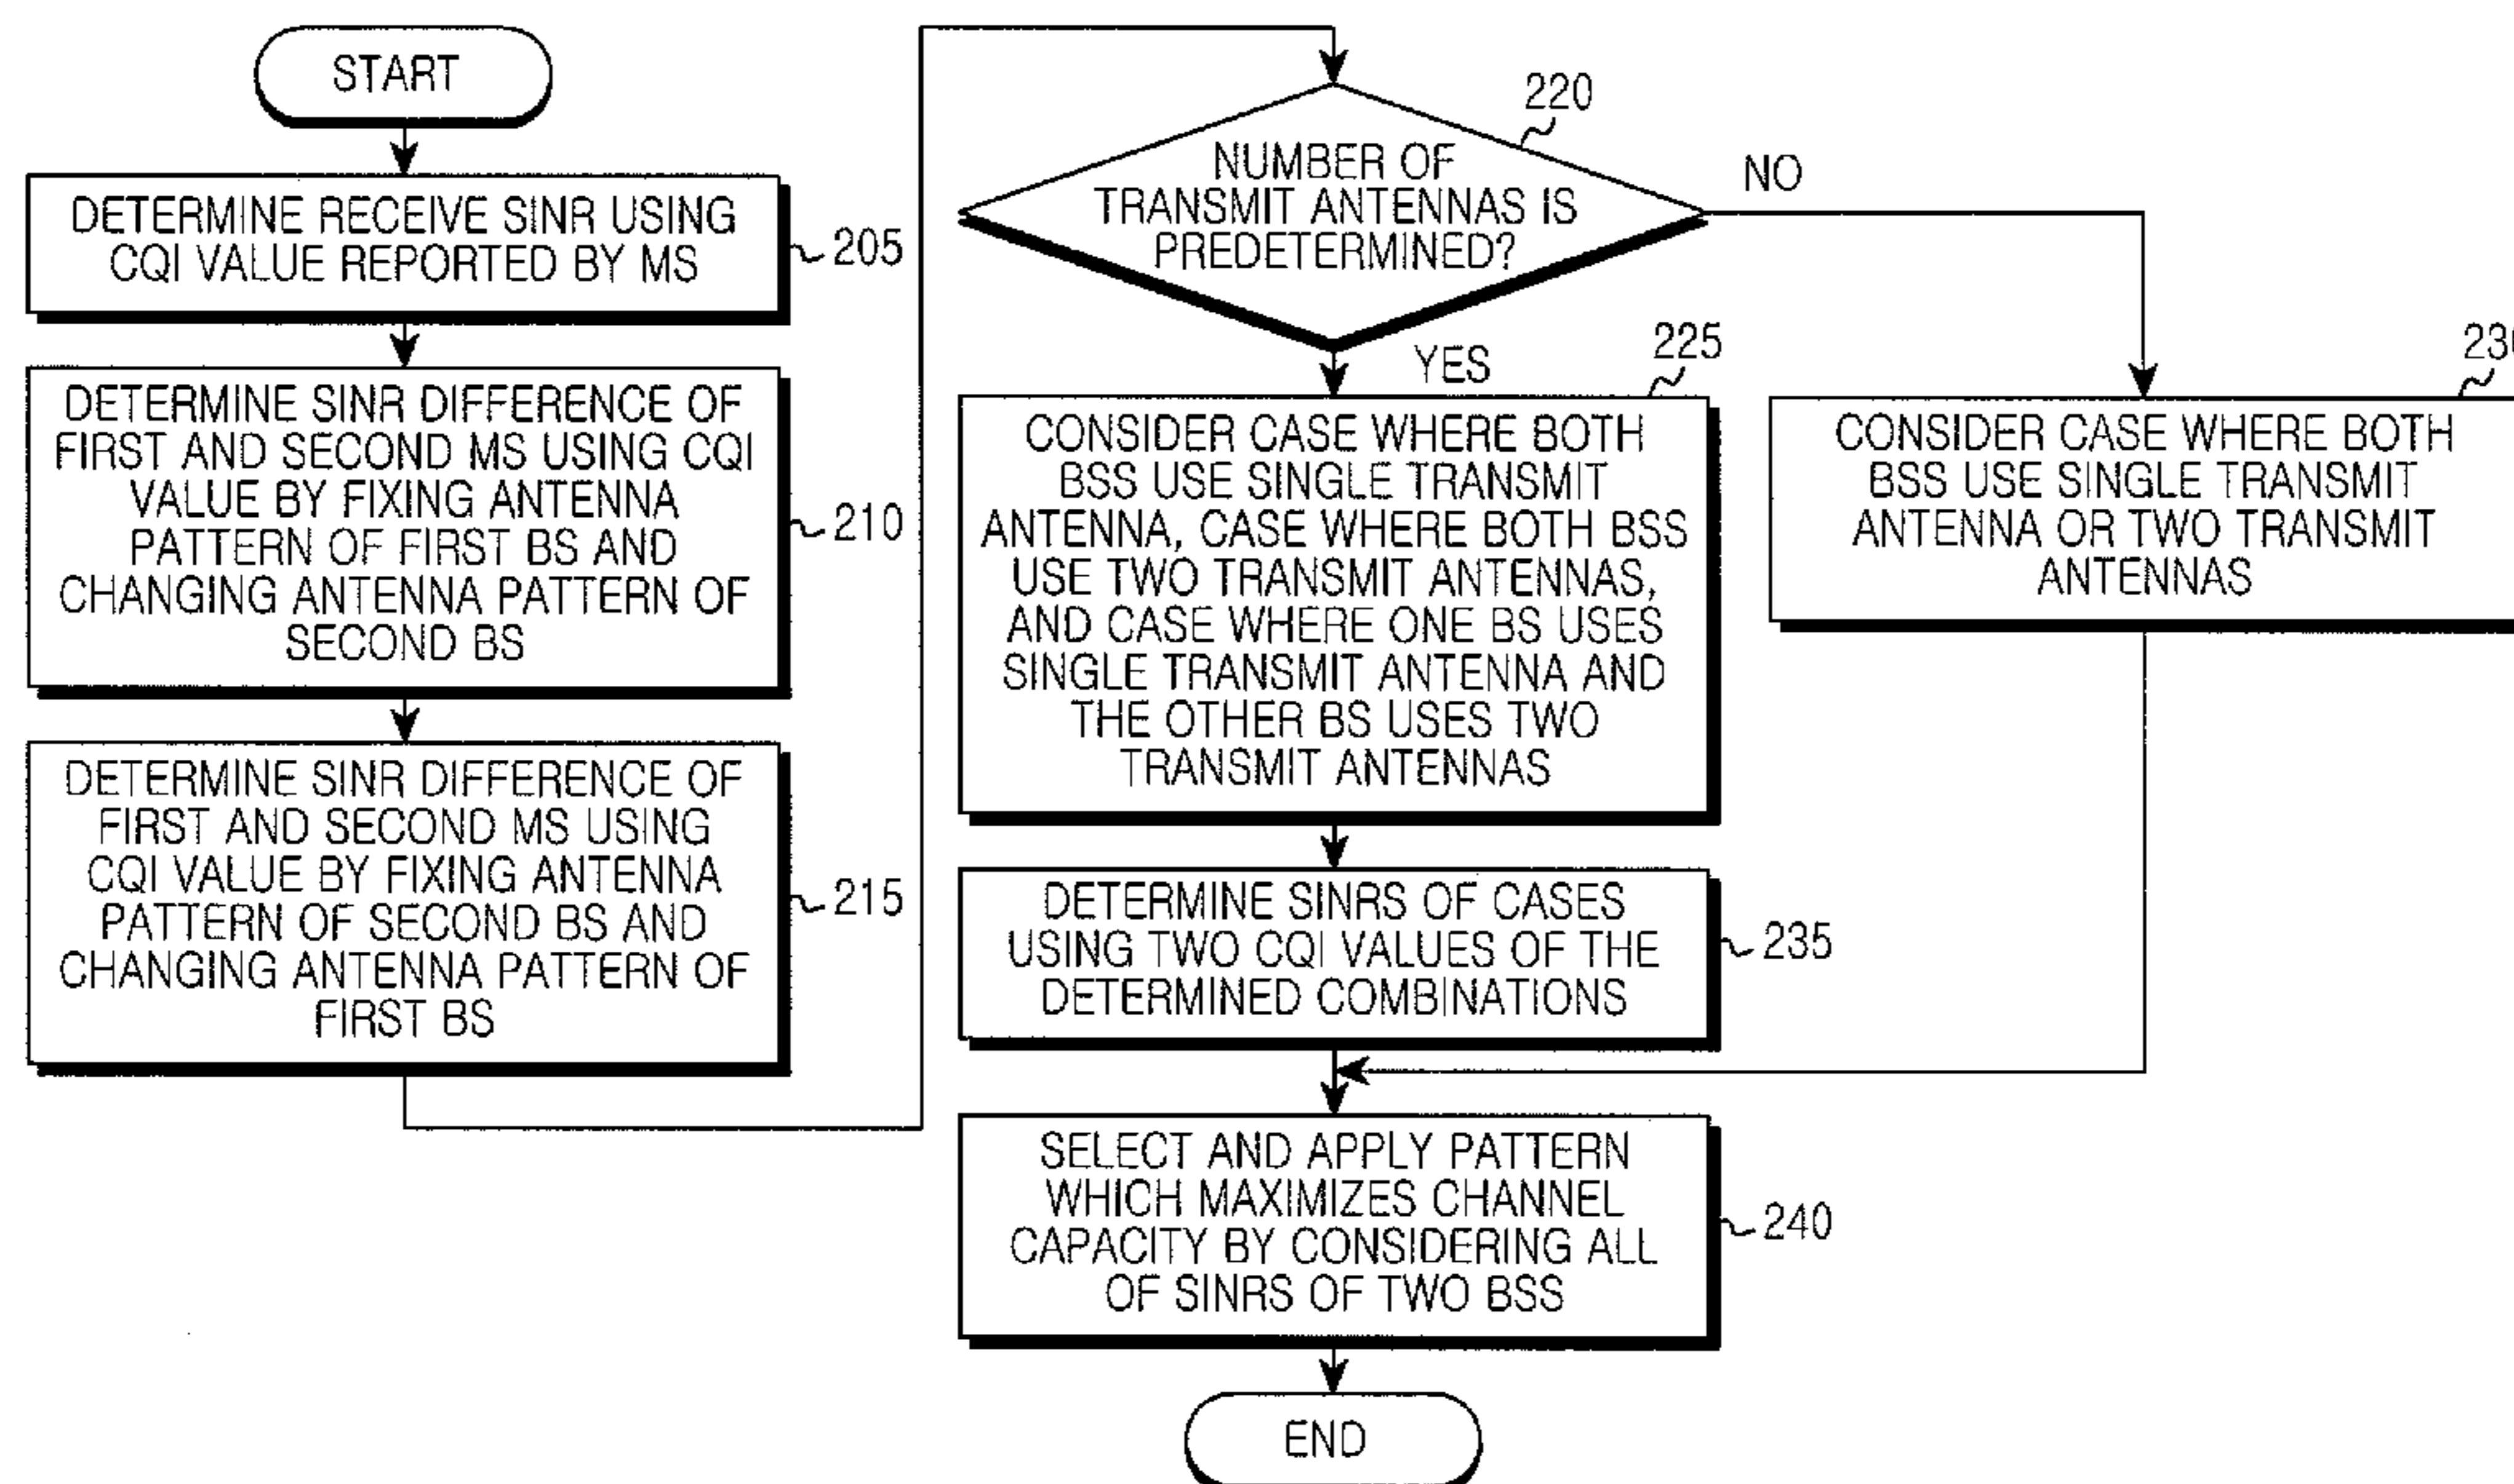 START
DETERMINE RECEIVE SINR USING
CQI VALUE REPORTED BY MS
205
DETERMINE SINR DIFFERENCE OF
FIRST AND SECOND MS USING CQI
VALUE BY FIXING ANTENNA
PATTERN OF FIRST BS AND
CHANGING ANTENNA PATTERN OF
SECOND BS
210
DETERMINE SINR DIFFERENCE OF
FIRST AND SECOND MS USING
CQI VALUE BY FIXING ANTENNA
PATTERN OF SECOND BS AND
CHANGING ANTENNA PATTERN OF
FIRST BS
215
220
NUMBER OF
TRANSMIT ANTENNAS IS
PREDETERMINED?
NO
YES
225
CONSIDER CASE WHERE BOTH
BSS USE SINGLE TRANSMIT
ANTENNA, CASE WHERE BOTH BSS
USE TWO TRANSMIT ANTENNAS,
AND CASE WHERE ONE BS USES
SINGLE TRANSMIT ANTENNA AND
THE OTHER BS USES TWO
TRANSMIT ANTENNAS
CONSIDER CASE WHERE BOTH
BSS USE SINGLE TRANSMIT
ANTENNA OR TWO TRANSMIT
ANTENNAS
DETERMINE SINRS OF CASES
USING TWO CQI VALUES OF THE
DETERMINED COMBINATIONS
235
SELECT AND APPLY PATTERN
WHICH MAXIMIZES CHANNEL
CAPACITY BY CONSIDERING ALL
OF SINRS OF TWO BSS
240
END